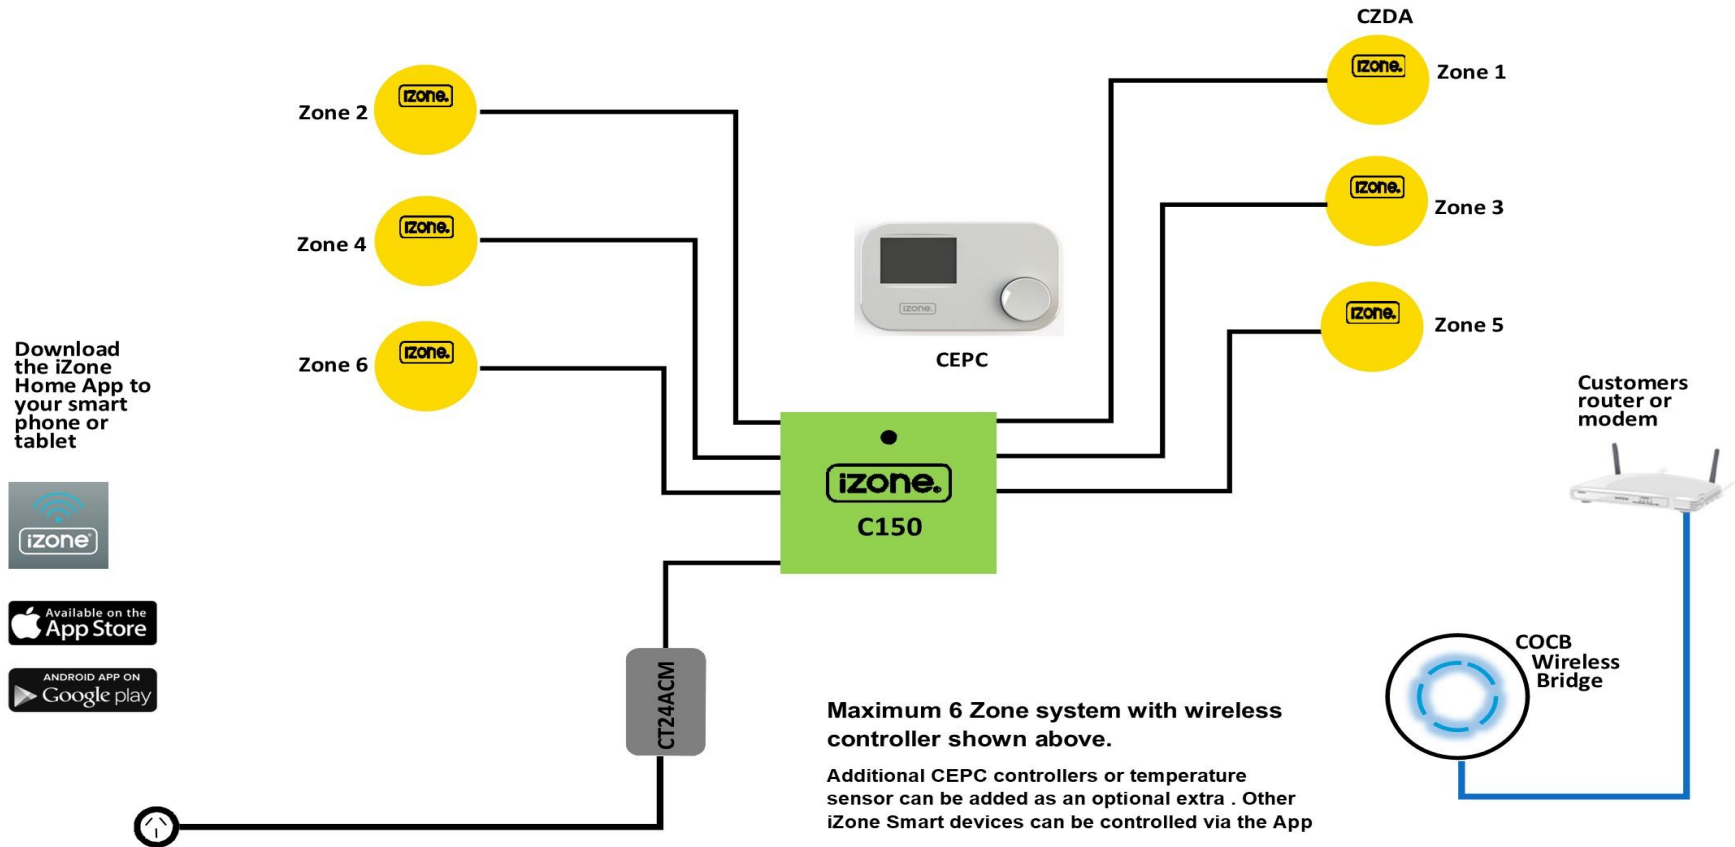 CZDA
izone.
Zone 1
izone.
Zone 2
izone.
Zone 3
izone.
Zone 4
izone.
Zone 5
izone.
Zone 6
izone.
CEPC
Download
the iZone
Home App to
your smart
phone or
tablet
izone®
Available on the
App Store
ANDROID APP ON
Google play
izone®
C150
CT24ACM
Customers
router or
modem
COCB
Wireless
Bridge
Maximum 6 Zone system with wireless
controller shown above.
Additional CEPC controllers or temperature
sensor can be added as an optional extra . Other
iZone Smart devices can be controlled via the App